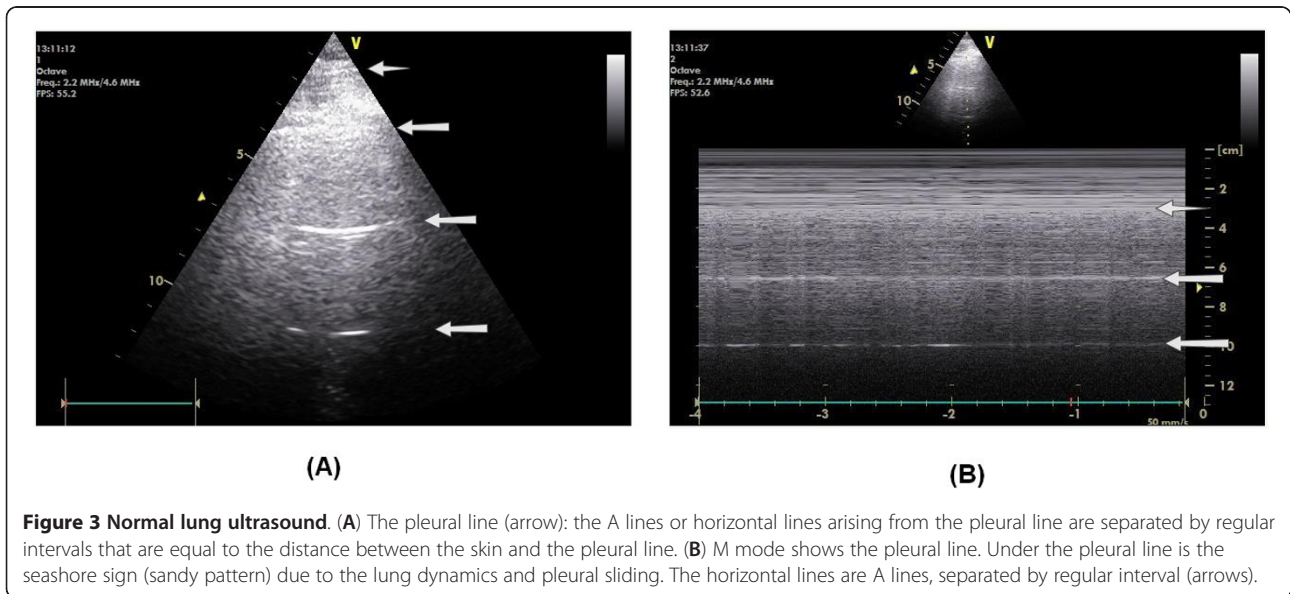 13:11:12
1
Octave
Freq.: 2.2 MHz/4.6 MHz
FPS: 55.2
V
5
10
(A)
13:11:37
2
Octave
Freq.: 2.2 MHz/4.6 MHz
FPS: 52.6
V
5
10
[cm]
2
4
6
8
10
12
-4
-3
-2
-1
0
50 mm/s
(B)
Figure 3 Normal lung ultrasound. (A) The pleural line (arrow): the A lines or horizontal lines arising from the pleural line are separated by regular
intervals that are equal to the distance between the skin and the pleural line. (B) M mode shows the pleural line. Under the pleural line is the
seashore sign (sandy pattern) due to the lung dynamics and pleural sliding. The horizontal lines are A lines, separated by regular interval (arrows).